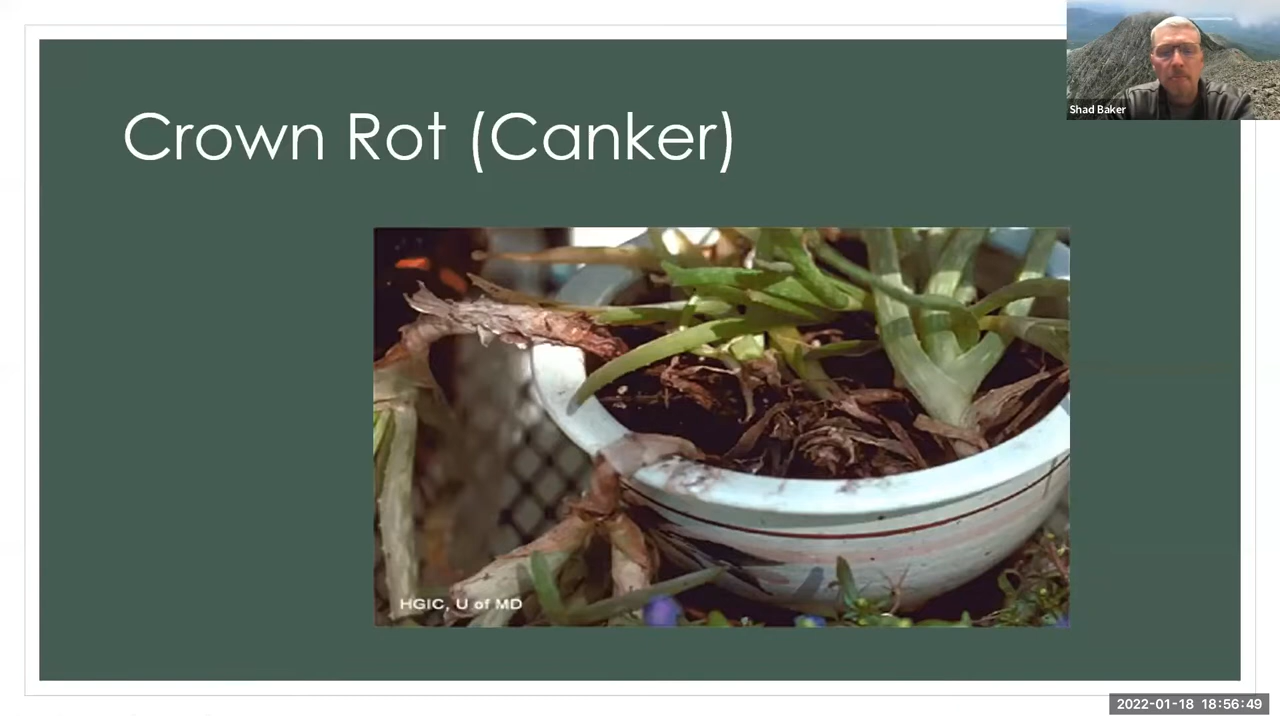 Crown Rot (Canker)
Shad Baker
HGIC, U of MD
2022-01-18 18:56:49